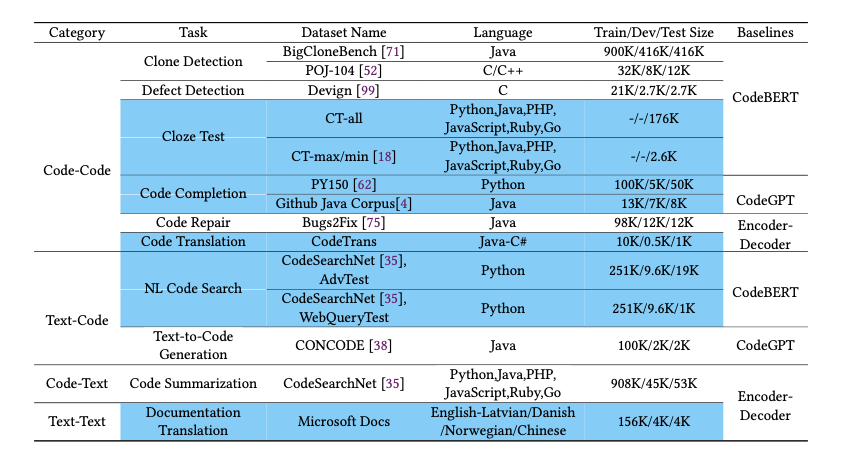 Category Task Dataset Name Language Train/Dev/Test Size Baselines
Code-Code Clone Detection BigCloneBench [71] Java 900K/416K/416K CodeBERT
POJ-104 [52] C/C++ 32K/8K/12K
Defect Detection Devign [99] C 21K/2.7K/2.7K
Cloze Test CT-all Python,Java,PHP, -/-/176K
JavaScript,Ruby,Go
CT-max/min [18] Python,Java,PHP, -/-/2.6K
JavaScript,Ruby,Go
Code Completion PY150 [62] Python 100K/5K/50K CodeGPT
Github Java Corpus[4] Java 13K/7K/8K
Code Repair Bugs2Fix [75] Java 98K/12K/12K Encoder-
Code Translation CodeTrans Java-C# 10K/0.5K/1K Decoder
Text-Code NL Code Search CodeSearchNet [35], Python 251K/9.6K/19K CodeBERT
AdvTest
CodeSearchNet [35], Python 251K/9.6K/1K
WebQueryTest
Text-to-Code CONCODE [38] Java 100K/2K/2K CodeGPT
Generation
Code-Text Code Summarization CodeSearchNet [35] Python,Java,PHP, 908K/45K/53K Encoder-
JavaScript,Ruby,Go Decoder
Text-Text Documentation Microsoft Docs English-Latvian/Danish 156K/4K/4K
Translation /Norwegian/Chinese